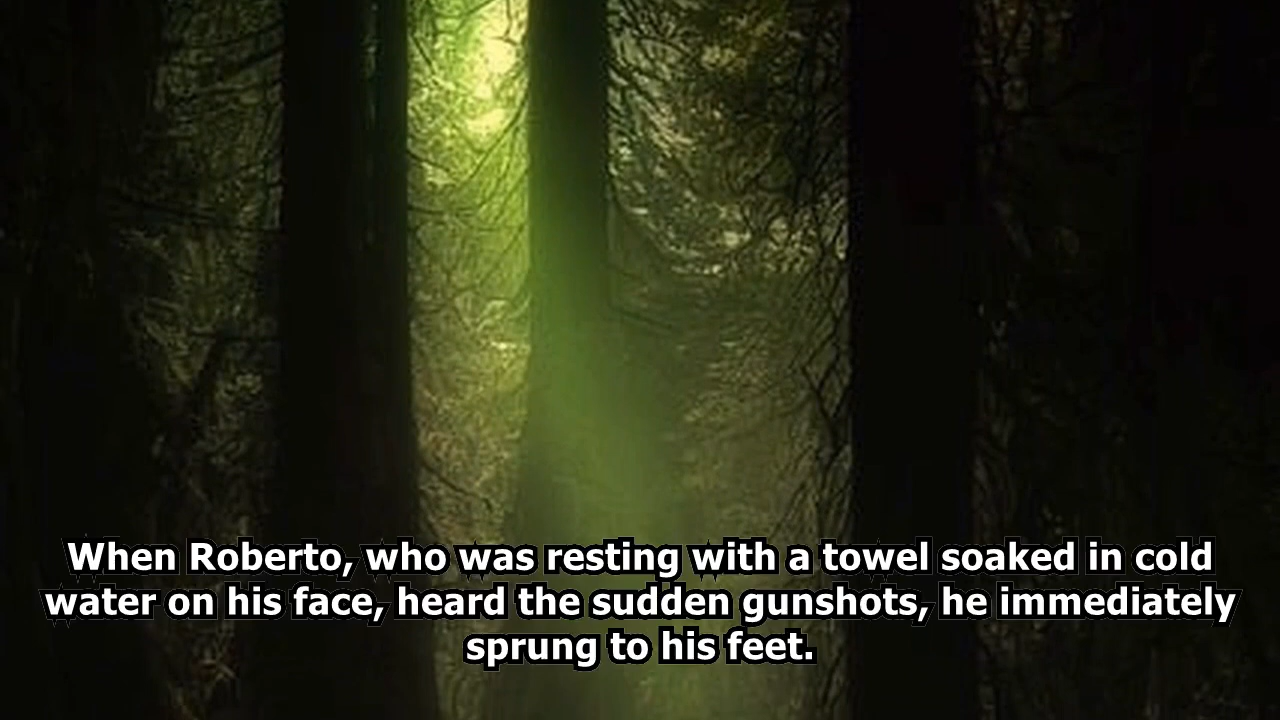 When Roberto, who was resting with a towel soaked in cold
water on his face, heard the sudden gunshots, he immediately
sprung to his feet.